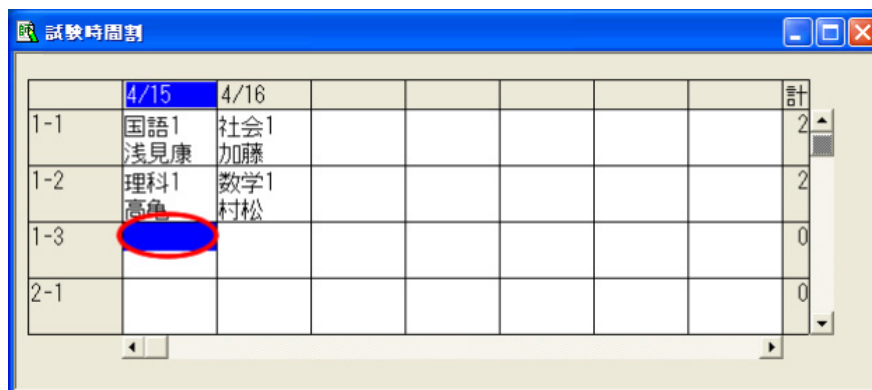 試験時間割
4/15 4/16 計
1-1 国語1 社会1 2
浅見康 加藤
1-2 理科1 数学1 2
高亀 村松
1-3 0
2-1 0